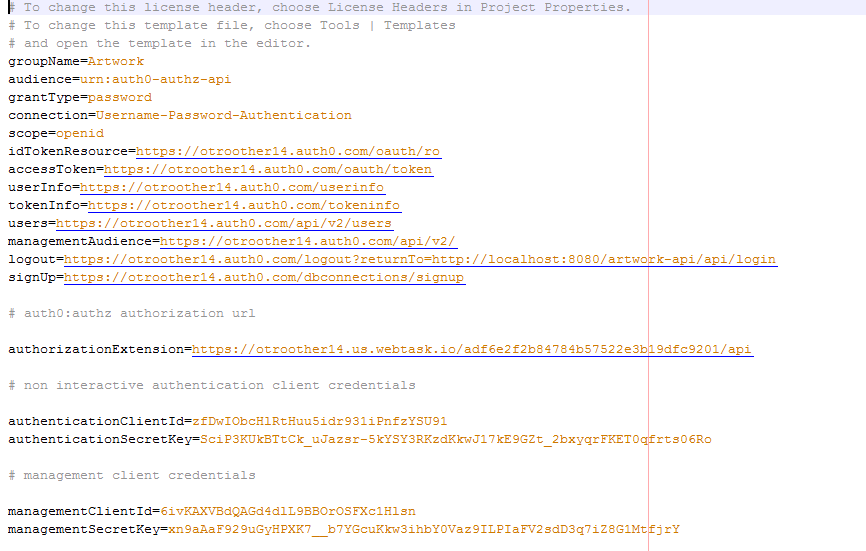 # To change this license header, choose License Headers in Project Properties.
# To change this template file, choose Tools | Templates
# and open the template in the editor.
groupName=Artwork
audience=urn:auth0-authz-api
grantType=password
connection=Username-Password-Authentication
scope=openid
idTokenResource=https://otroother14.auth0.com/oauth/ro
accessToken=https://otroother14.auth0.com/oauth/token
userInfo=https://otroother14.auth0.com/userinfo
tokenInfo=https://otroother14.auth0.com/tokeninfo
users=https://otroother14.auth0.com/api/v2/users
managementAudience=https://otroother14.auth0.com/api/v2/
logout=https://otroother14.auth0.com/logout?returnTo=http://localhost:8080/artwork-api/api/login
signUp=https://otroother14.auth0.com/dbconnections/signup
# auth0:authz authorization url
authorizationExtension=https://otroother14.us.webtask.io/adf6e2f2b84784b57522e3b19dfc9201/api
# non interactive authentication client credentials
authenticationClientId=zfDwIObcHlRtHuu5idr931iPnfzYSU91
authenticationSecretKey=SciP3KUkBTtCk_uJazsr-5kYSY3RKzdKkwJ17kE9GZt_2bxyqrFKET0qfrts06Ro
# management client credentials
managementClientId=6ivKAXVBdQAGd4dlL9BBOrOSFXc1Hlsn
managementSecretKey=xn9aAaF929uGyHPXK7__b7YGcuKkw3ihbY0Vaz9ILPIaFV2sdD3q7iZ8G1MtfjrY